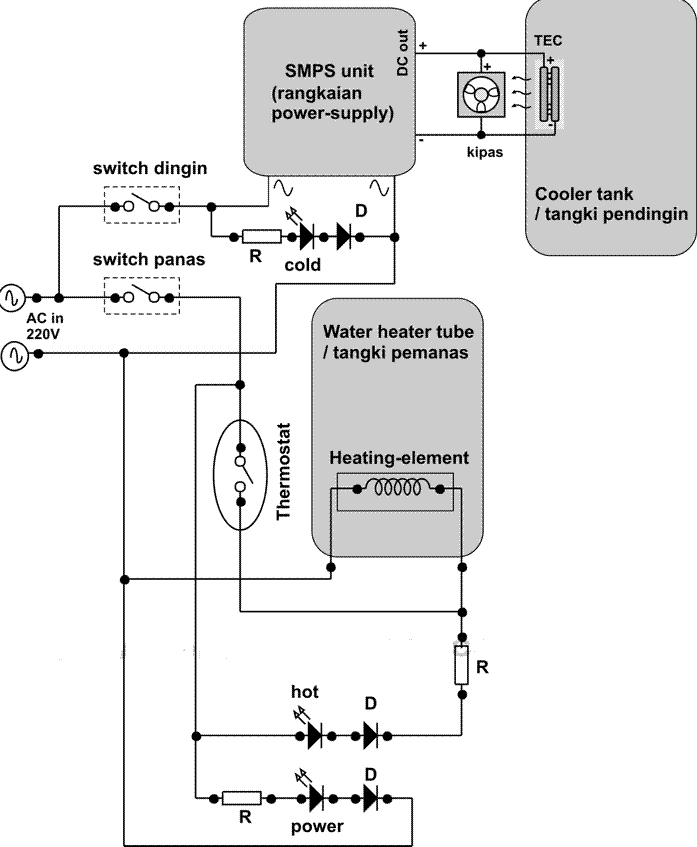 SMPS unit
(rangkaian
power-supply)
DC out
+
-
+
kipas
TEC
+
-
Cooler tank
/ tangki pendingin
switch dingin
R
cold
D
switch panas
AC in
220V
Water heater tube
/ tangki pemanas
Heating-element
Thermostat
R
hot
D
R
power
D